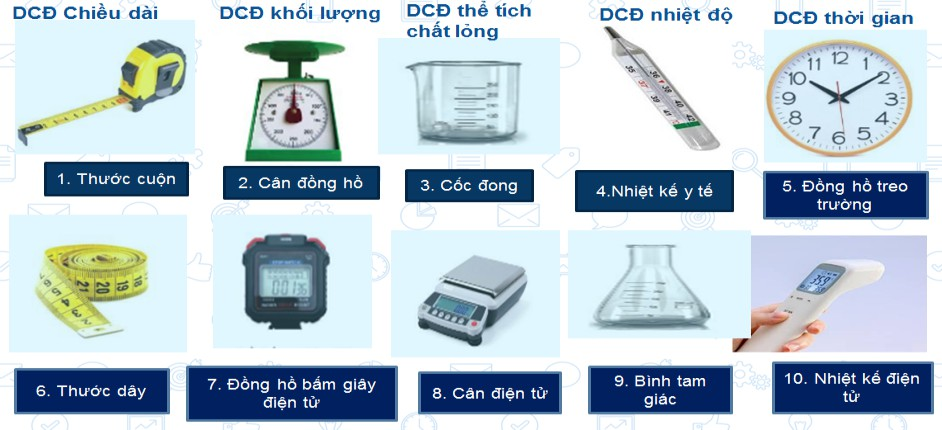 DCĐ Chiều dài
DCĐ khối lượng
DCĐ thể tích
chất lỏng
DCĐ nhiệt độ
DCĐ thời gian
1. Thước cuộn
2. Cân đồng hồ
3. Cốc đong
4.Nhiệt kế y tế
5. Đồng hồ treo
trường
6. Thước dây
7. Đồng hồ bấm giây
điện tử
8. Cân điện tử
9. Bình tam
giác
10. Nhiệt kế điện
tử